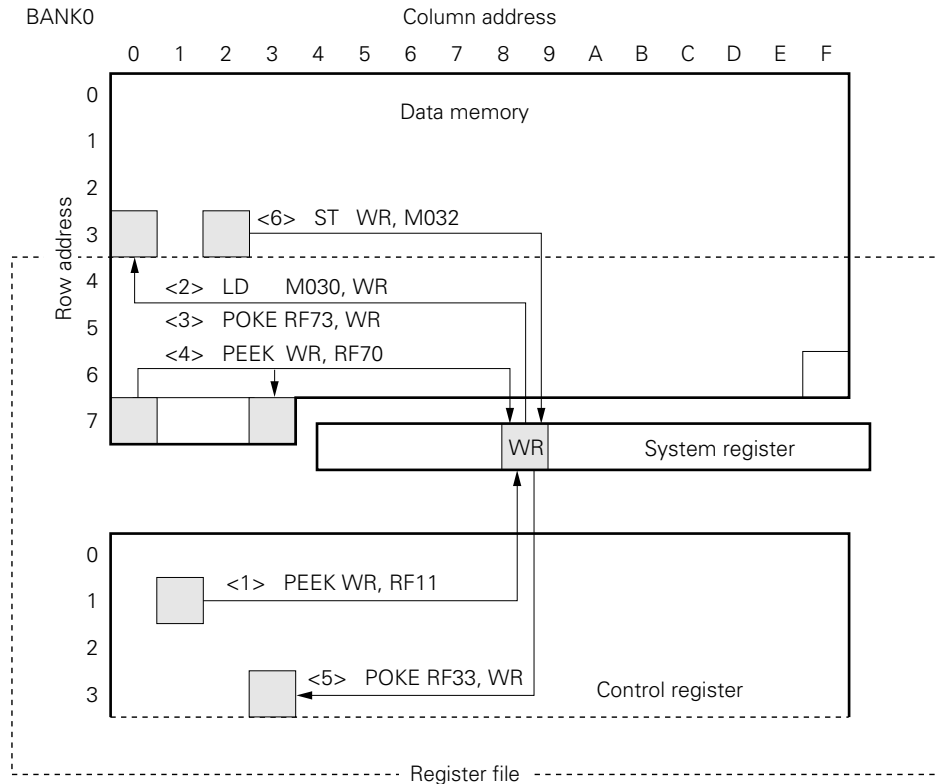 BANK0
Column address
0 1 2 3 4 5 6 7 8 9 A B C D E F
Row address
0
Data memory
1
2
3
<6> ST WR, M032
4
<2> LD M030, WR
5
<3> POKE RF73, WR
<4> PEEK WR, RF70
6
7
WR
System register
0
1
<1> PEEK WR, RF11
2
3
<5> POKE RF33, WR
Control register
Register file